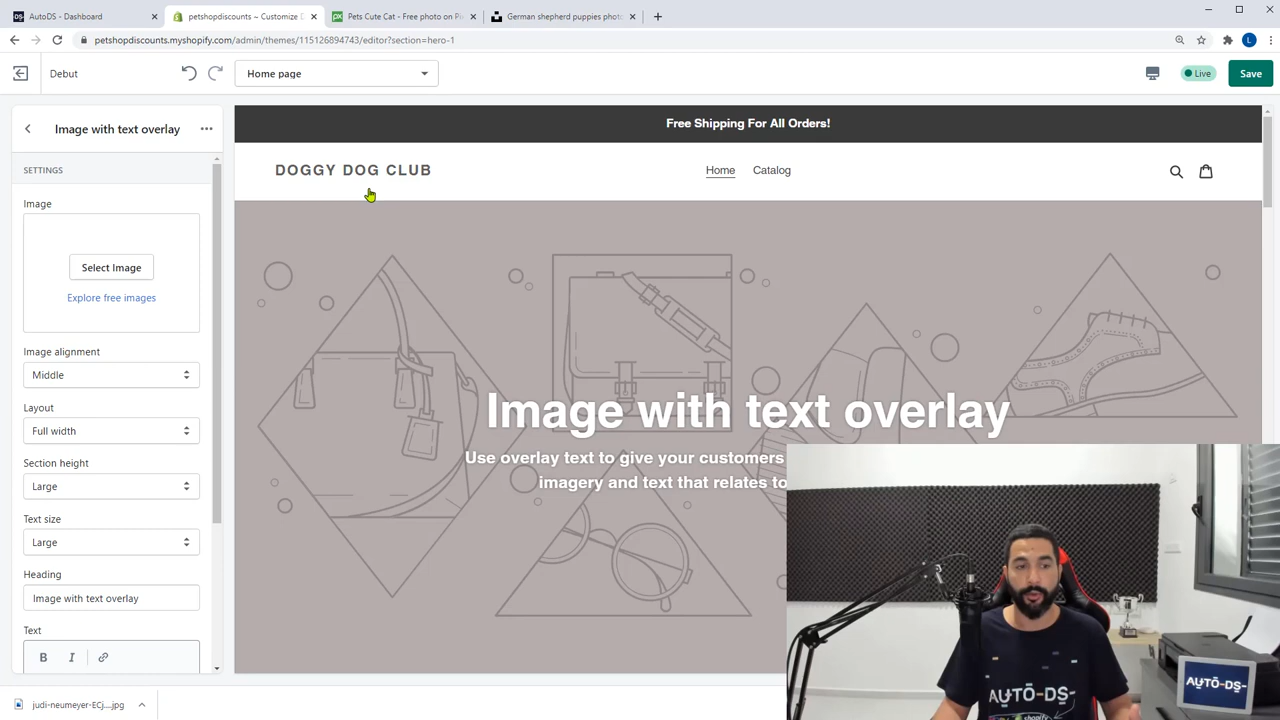 AutoDS - Dashboard
petshopdiscounts ~ Customize D
Pets Cute Cat - Free photo on Pi
German shepherd puppies phot
petshopdiscounts.myshopify.com/admin/themes/115126894743/editor?section=hero-1
L
Debut
Home page
Live
Save
Image with text overlay
SETTINGS
Image
Select Image
Explore free images
Image alignment
Middle
Layout
Full width
Section height
Large
Text size
Large
Heading
Image with text overlay
Text
B I
Free Shipping For All Orders!
DOGGY DOG CLUB
Home Catalog
Image with text overlay
Use overlay text to give your customers
imagery and text that relates to
AUTO-DS-
shopify
AUTO-DS-
judi-neumeyer-ECj....jpg